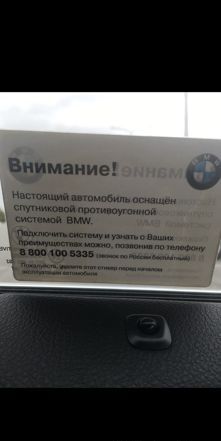 Внимание!
Настоящий автомобиль оснащён
спутниковой противоугонной
системой BMW.
Подключить систему и узнать о Ваших
преимуществах можно, позвонив по телефону
8 800 100 5335 (звонок по России бесплатный)
Пожалуйста, удалите этот стикер перед началом
эксплуатации автомобиля